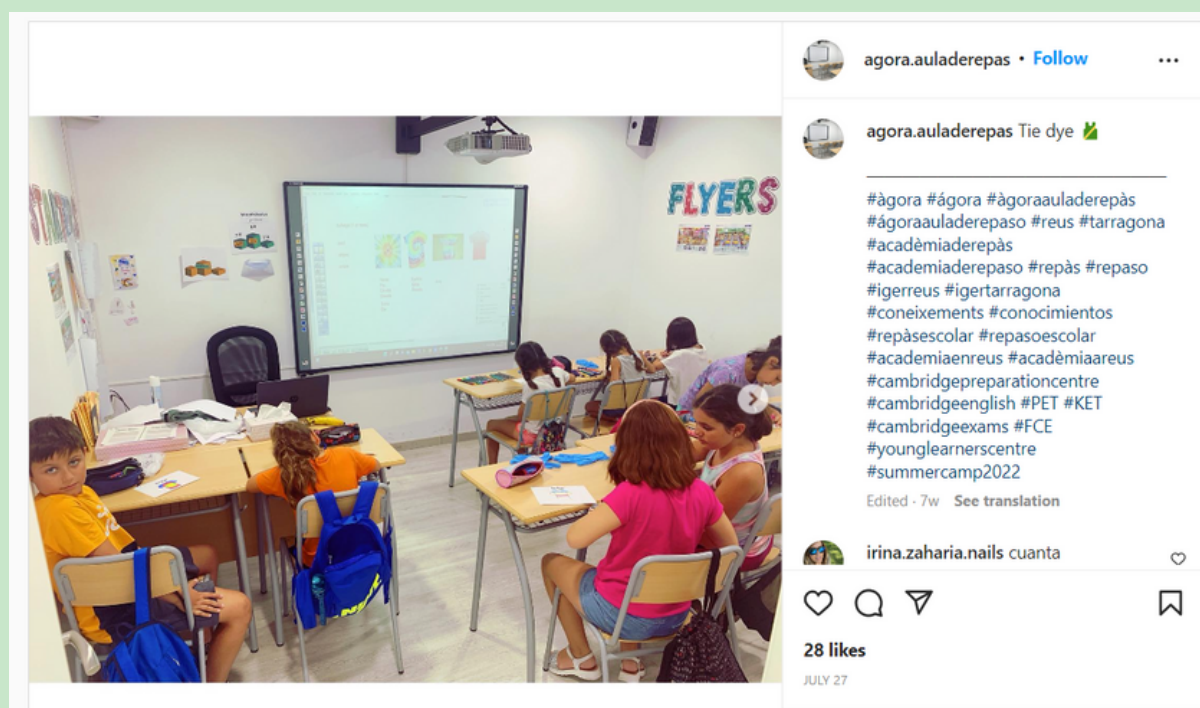 agora.auladerepas • Follow
agora.auladerepas Tie dye
#àgora #ágora #àgoraauladerepàs
#ágoraauladerepaso #reus #tarragona
#acadèmiaderepàs
#academiaderepaso #repàs #repaso
#igerreus #igertarragona
#coneixements #conocimientos
#repàsescolar #repasoescolar
#academiaenreus #acadèmiaareus
#cambridgepreparationcentre
#cambridgeenglish #PET #KET
#cambridgeexams #FCE
#younglearnerscentre
#summercamp2022
Edited · 7w See translation
irina.zaharia.nails cuanta
28 likes
JULY 27
FLYERS